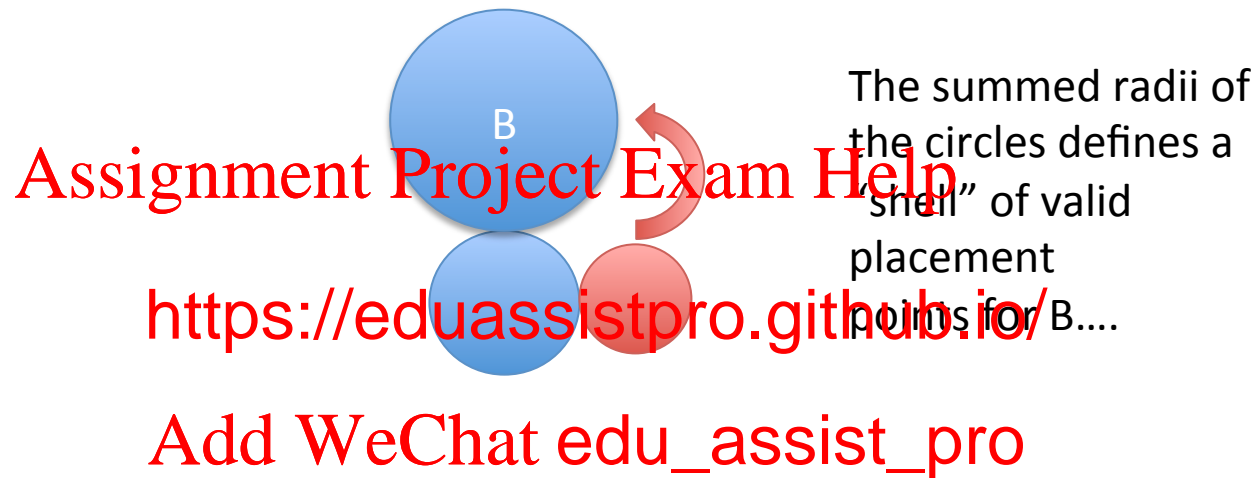 B
The summed radii of
the circles defines a
“shell” of valid
placement
points for B....
Assignment Project Exam Help
https://eduassistpro.github.io/
Add WeChat edu_assist_pro